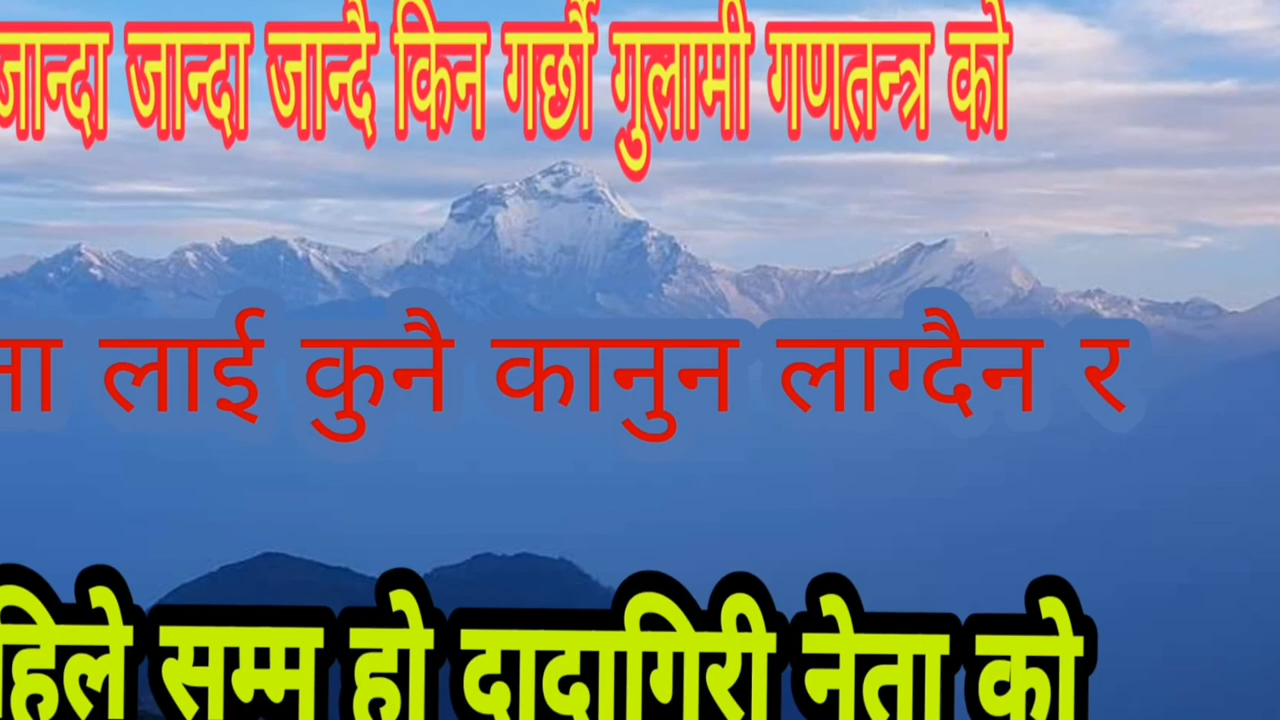 जान्दा जान्दा जान्दै किन गर्छौ गुलामी गणतन्त्र को
लाई कुनै कानुन लाग्दैन र
सम्म हो दादागिरी नेता को